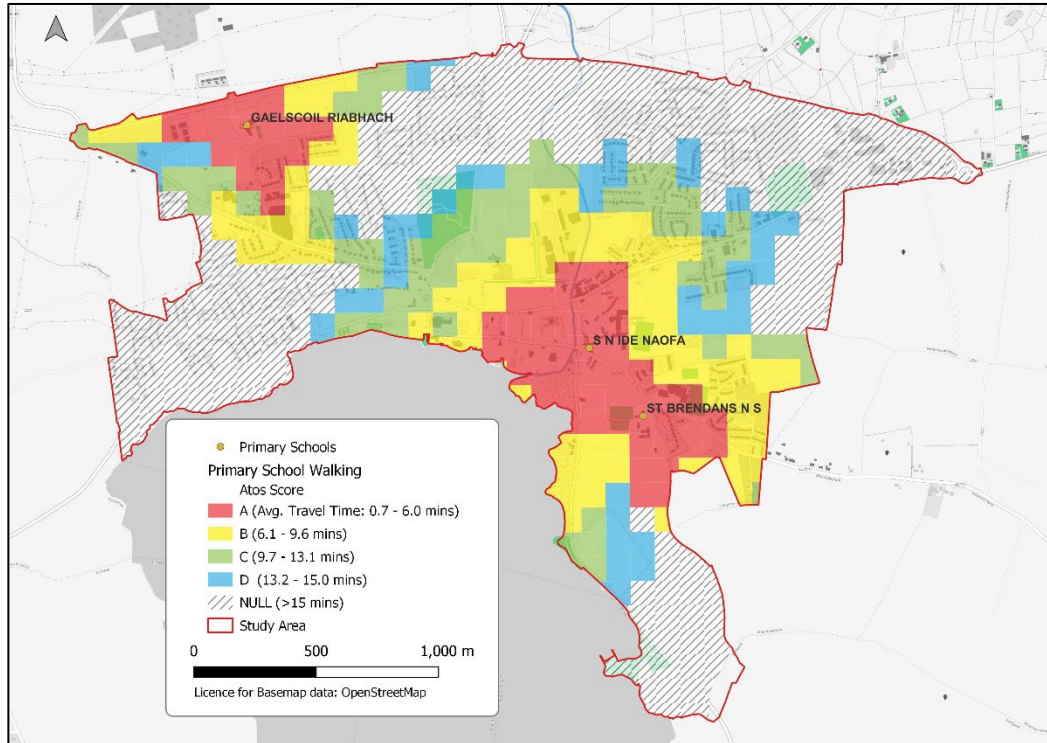 GAELSCOIL RIABHACH
S N IDE NAOFA
ST BRENDANS N S
Primary Schools
Primary School Walking
Atos Score
A (Avg. Travel Time: 0.7 - 6.0 mins)
B (6.1 - 9.6 mins)
C (9.7 - 13.1 mins)
D (13.2 - 15.0 mins)
NULL (>15 mins)
Study Area
0 500 1,000 m
Licence for Basemap data: OpenStreetMap